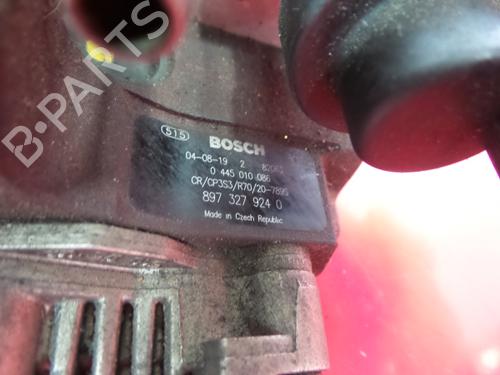 B-PARTS
515
BOSCH
04-08-19 2
0 445 010 086
CR/CP3S3/R70/20-789S
897 327 924 0
Made in Czech Republic